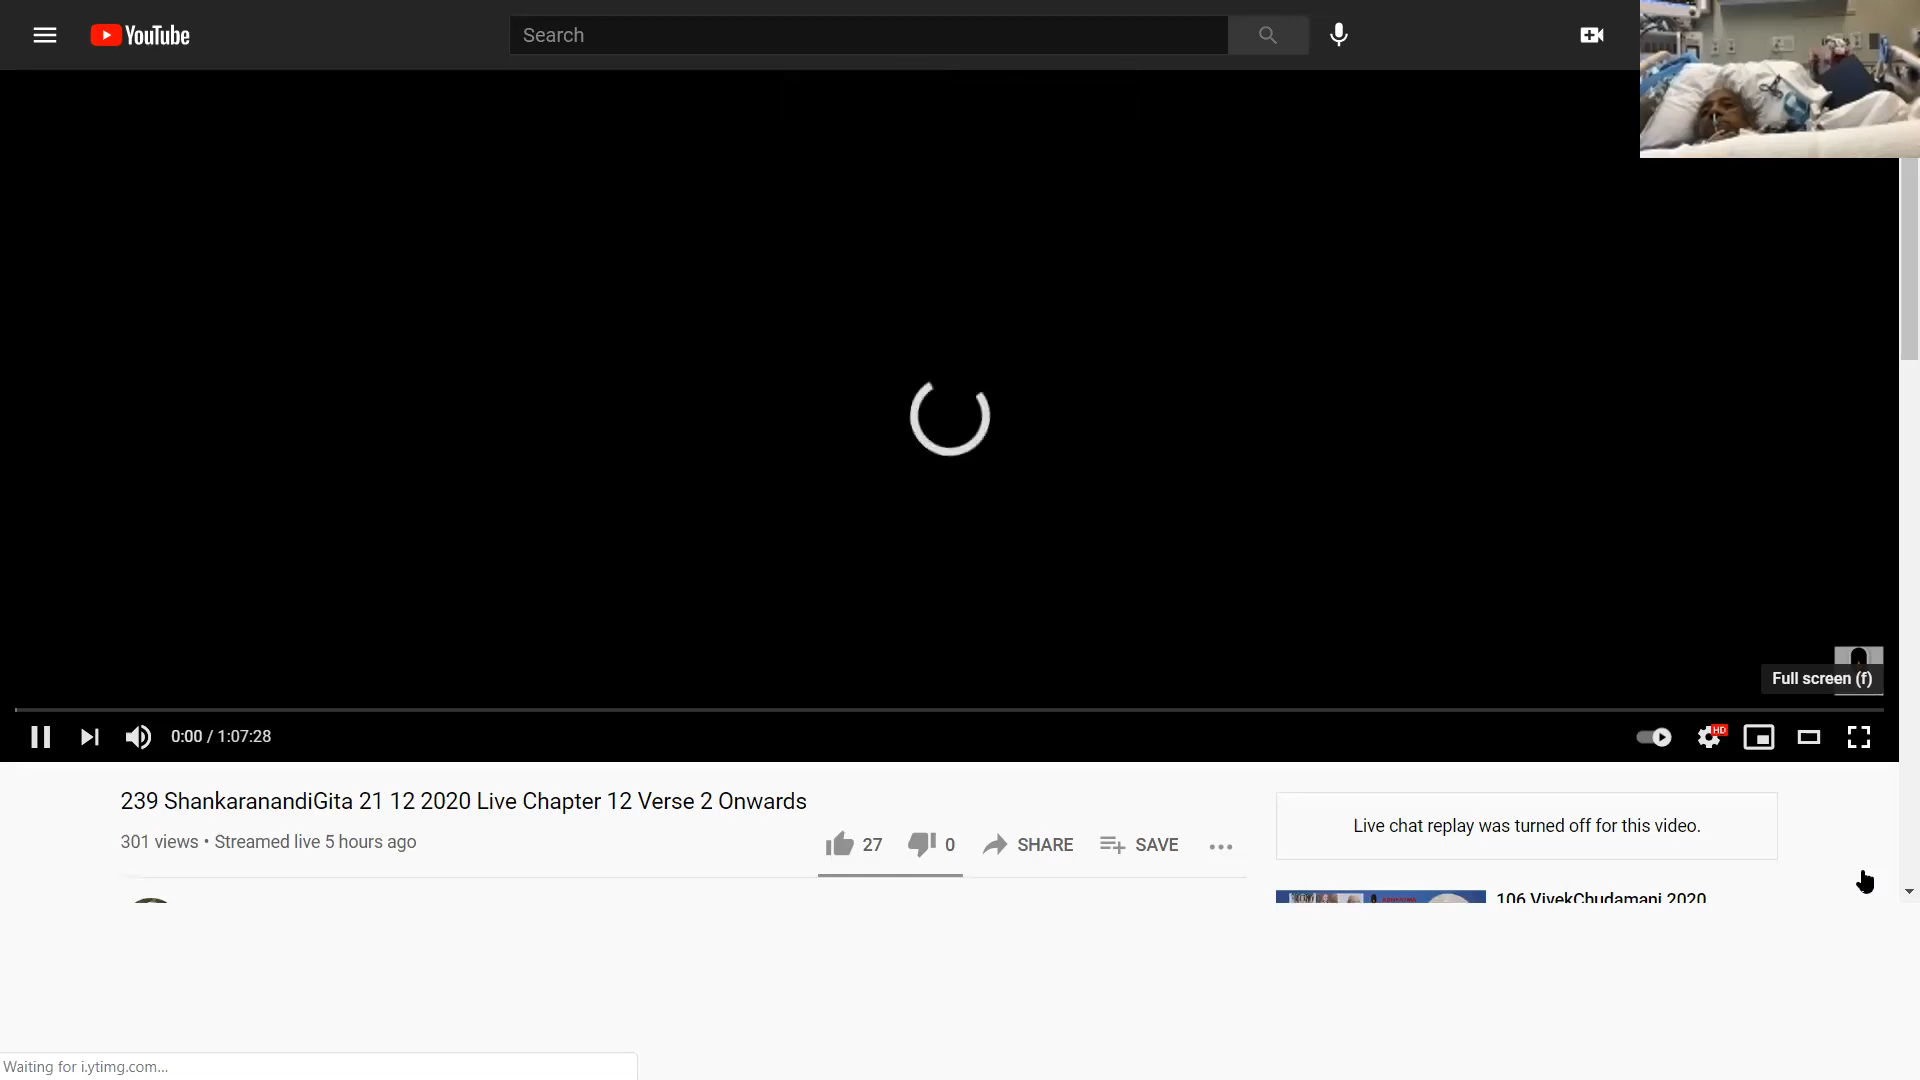 YouTube
Search
Full screen (f)
0:00 / 1:07:28
HD
239 ShankaranandiGita 21 12 2020 Live Chapter 12 Verse 2 Onwards
301 views • Streamed live 5 hours ago
27
0
SHARE
SAVE
Live chat replay was turned off for this video.
106 VivekChudamani 2020
Waiting for i.ytimg.com...